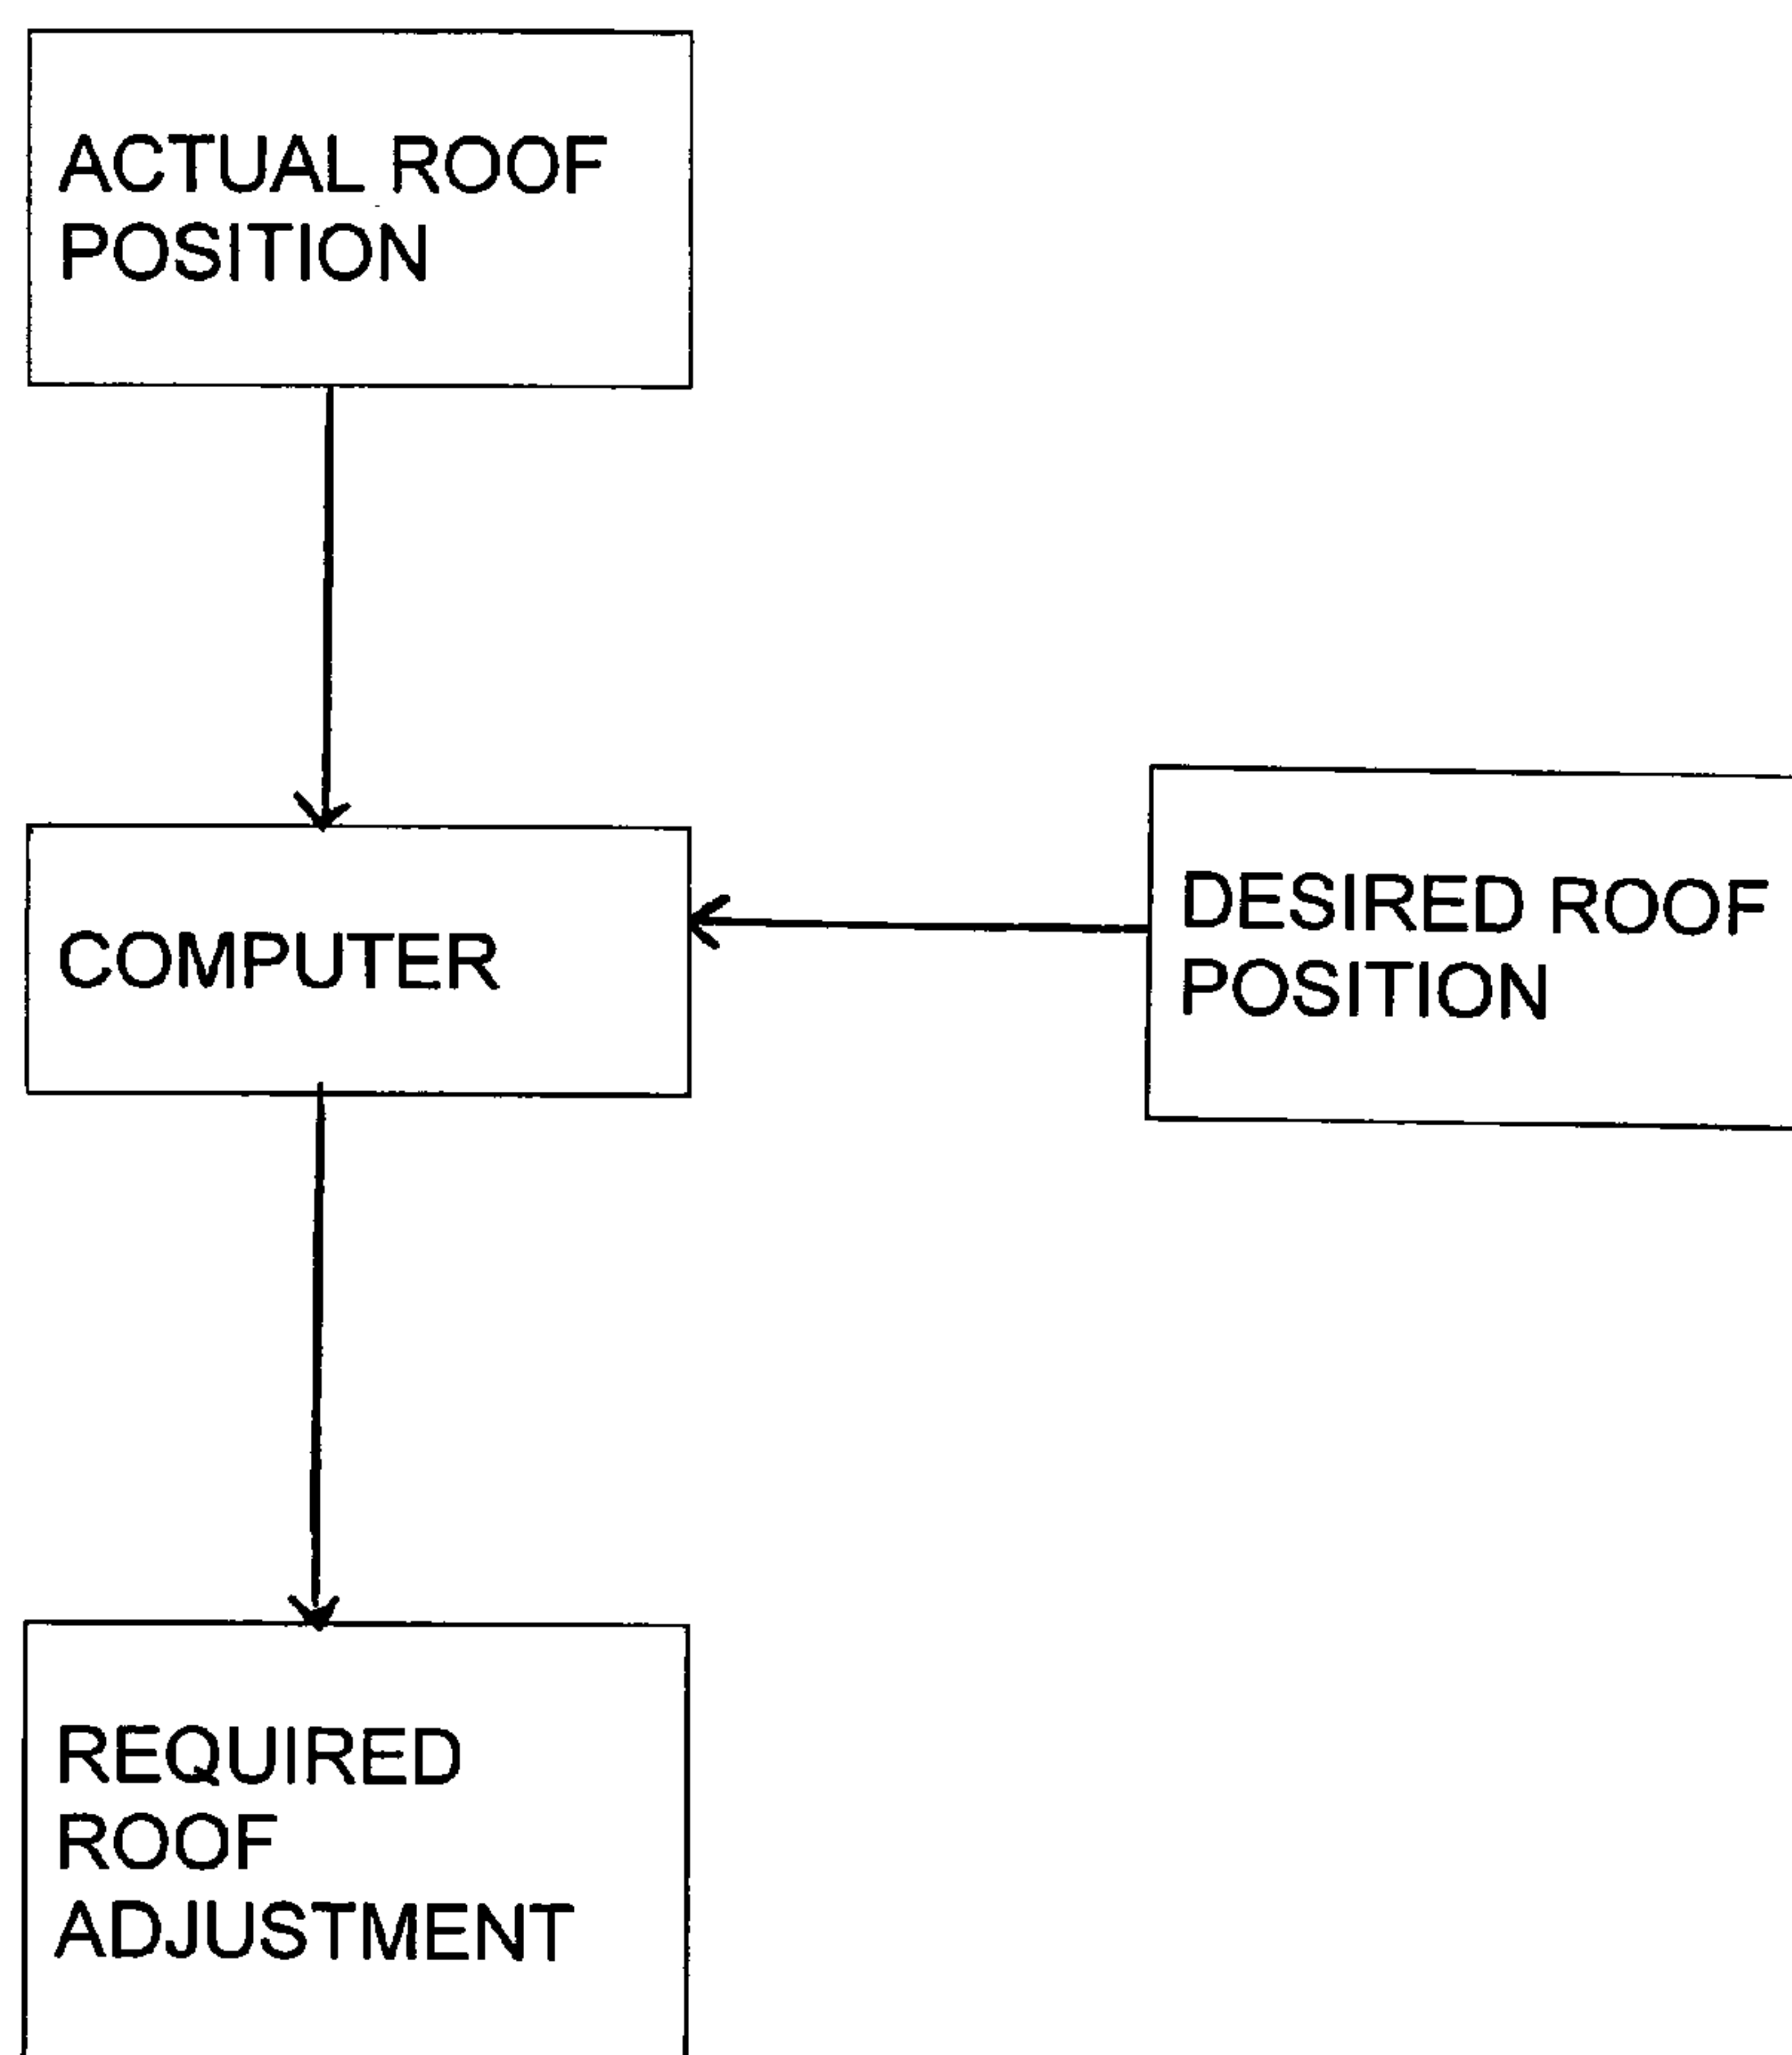 ACTUAL ROOF
POSITION
COMPUTER
DESIRED ROOF
POSITION
REQUIRED
ROOF
ADJUSTMENT